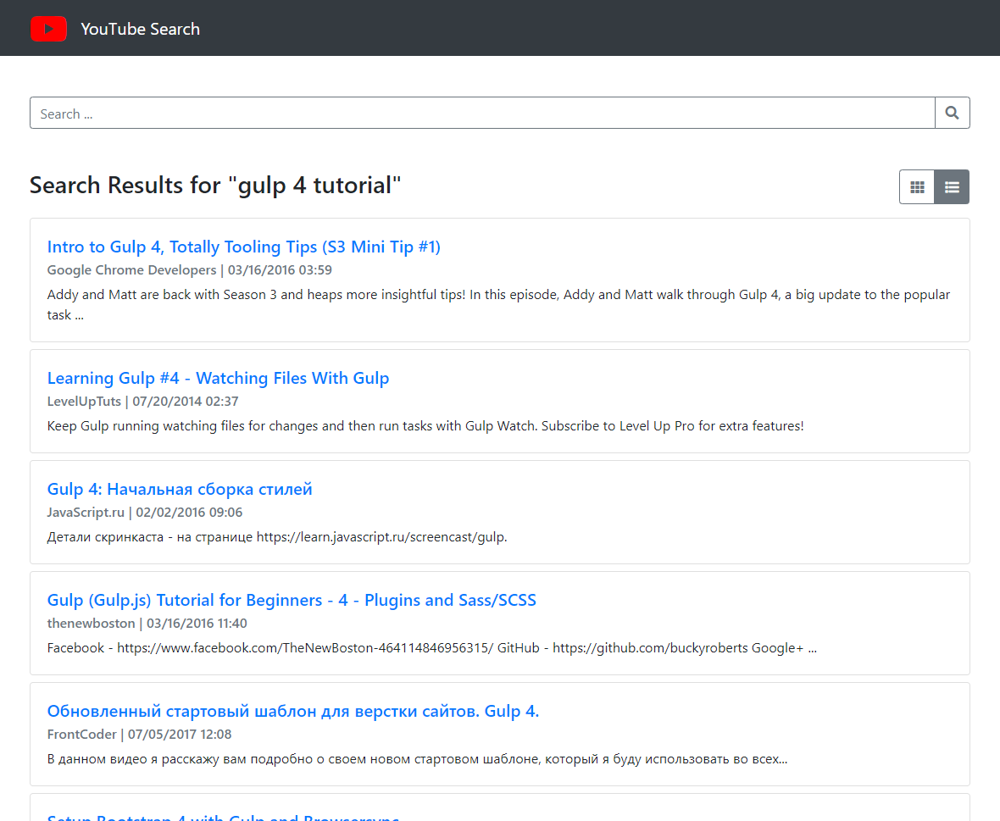 YouTube Search
Search ...
Search Results for "gulp 4 tutorial"
Intro to Gulp 4, Totally Tooling Tips (S3 Mini Tip #1)
Google Chrome Developers | 03/16/2016 03:59
Addy and Matt are back with Season 3 and heaps more insightful tips! In this episode, Addy and Matt walk through Gulp 4, a big update to the popular
task ...
Learning Gulp #4 - Watching Files With Gulp
LevelUpTuts | 07/20/2014 02:37
Keep Gulp running watching files for changes and then run tasks with Gulp Watch. Subscribe to Level Up Pro for extra features!
Gulp 4: Начальная сборка стилей
JavaScript.ru | 02/02/2016 09:06
Детали скринкаста - на странице https://learn.javascript.ru/screencast/gulp.
Gulp (Gulp.js) Tutorial for Beginners - 4 - Plugins and Sass/SCSS
thenewboston | 03/16/2016 11:40
Facebook - https://www.facebook.com/TheNewBoston-464114846956315/ GitHub - https://github.com/buckyroberts Google+ ...
Обновленный стартовый шаблон для верстки сайтов. Gulp 4.
FrontCoder | 07/05/2017 12:08
В данном видео я расскажу вам подробно о своем новом стартовом шаблоне, который я буду использовать во всех...
Setup Bootstrap 4 with Gulp and Browsersync